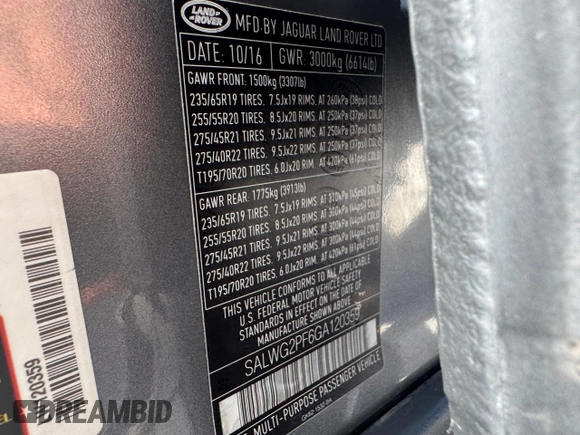 LAND ROVER MFD·BY JAGUAR LAND ROVER LTD
DATE: 10/16 GWR: 3000kg (6614lb)
GAWR FRONT: 1500kg (3307lb)
235/65R19 TIRES. 7.5Jx19 RIMS, AT 260kPa (38psi) COLD
255/55R20 TIRES. 8.5Jx20 RIMS, AT 250kPa (37psi) COLD
275/45R21 TIRES. 9.5Jx21 RIMS, AT 250kPa (37psi) COLD
275/40R22 TIRES. 9.5Jx22 RIMS, AT 250kPa (37psi) COLD
T195/70R20 TIRES. 6.0Jx20 RIM, AT 420kPa (61psi) COLD
GAWR REAR: 1775kg (3913lb)
235/65R19 TIRES. 7.5Jx19 RIMS, AT 310kPa (45psi) COLD
255/55R20 TIRES. 8.5Jx20 RIMS, AT 300kPa (44psi) COLD
275/45R21 TIRES. 9.5Jx21 RIMS, AT 300kPa (44psi) COLD
275/40R22 TIRES. 9.5Jx22 RIMS, AT 300kPa (44psi) COLD
T195/70R20 TIRES. 6.0Jx20 RIM, AT 420kPa (61psi) COLD
THIS VEHICLE CONFORMS TO ALL APPLICABLE
U.S. FEDERAL MOTOR VEHICLE SAFETY
STANDARDS IN EFFECT ON THE DATE OF
MANUFACTURE SHOWN ABOVE.
SALWG2PF6GA120359
MULTI-PURPOSE PASSENGER VEHICLE
20359
EL
DREAMBID